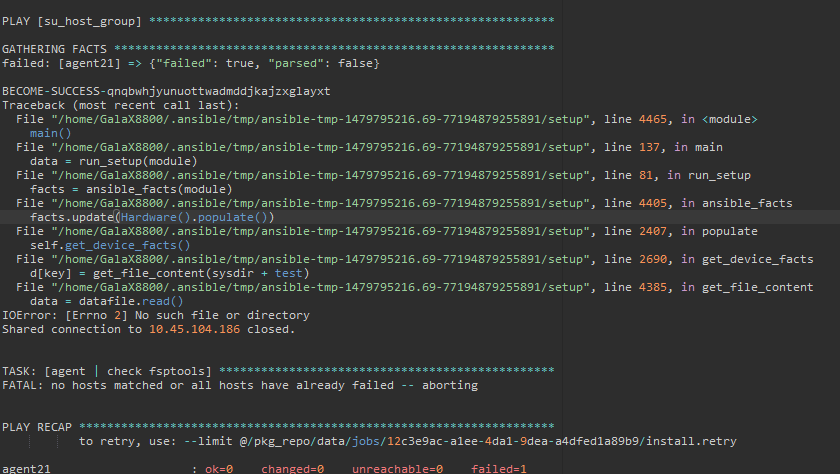 PLAY [su_host_group] **********************************************************
GATHERING FACTS ***************************************************************
failed: [agent21] => {"failed": true, "parsed": false}
BECOME-SUCCESS-qnqbwhjyunuottwadmddjkajzxglayxt
Traceback (most recent call last):
  File "/home/GalaX8800/.ansible/tmp/ansible-tmp-1479795216.69-77194879255891/setup", line 4465, in <module>
    main()
  File "/home/GalaX8800/.ansible/tmp/ansible-tmp-1479795216.69-77194879255891/setup", line 137, in main
    data = run_setup(module)
  File "/home/GalaX8800/.ansible/tmp/ansible-tmp-1479795216.69-77194879255891/setup", line 81, in run_setup
    facts = ansible_facts(module)
  File "/home/GalaX8800/.ansible/tmp/ansible-tmp-1479795216.69-77194879255891/setup", line 4405, in ansible_facts
    facts.update(Hardware().populate())
  File "/home/GalaX8800/.ansible/tmp/ansible-tmp-1479795216.69-77194879255891/setup", line 2407, in populate
    self.get_device_facts()
  File "/home/GalaX8800/.ansible/tmp/ansible-tmp-1479795216.69-77194879255891/setup", line 2690, in get_device_facts
    d[key] = get_file_content(sysdir + test)
  File "/home/GalaX8800/.ansible/tmp/ansible-tmp-1479795216.69-77194879255891/setup", line 4385, in get_file_content
    data = datafile.read()
IOError: [Errno 2] No such file or directory
Shared connection to 10.45.104.186 closed.
TASK: [agent | check fsptools] ************************************************
FATAL: no hosts matched or all hosts have already failed -- aborting
PLAY RECAP ********************************************************************
           to retry, use: --limit @/pkg_repo/data/jobs/12c3e9ac-a1ee-4da1-9dea-a4dfed1a89b9/install.retry
agent21                    : ok=0    changed=0    unreachable=0    failed=1